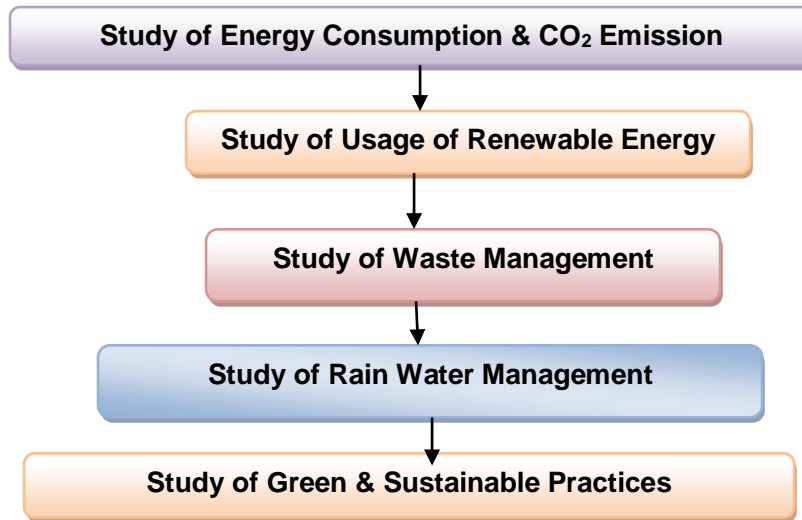 Study of Energy Consumption & CO₂ Emission
Study of Usage of Renewable Energy
Study of Waste Management
Study of Rain Water Management
Study of Green & Sustainable Practices